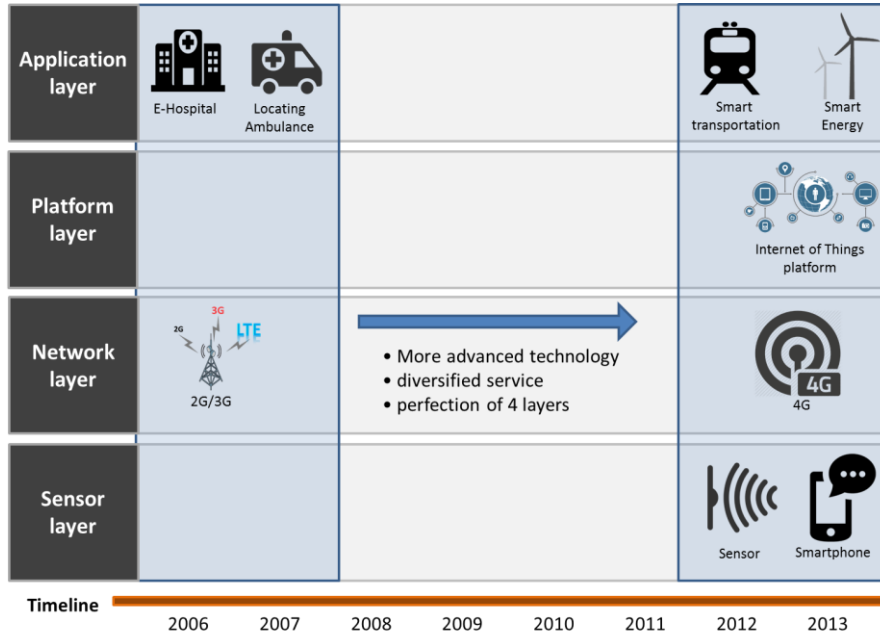 Application
layer
E-Hospital
Locating
Ambulance
Smart
transportation
Smart
Energy
Platform
layer
Internet of Things
platform
Network
layer
2G
3G
LTE
2G/3G
• More advanced technology
• diversified service
• perfection of 4 layers
4G
4G
Sensor
layer
Sensor
Smartphone
Timeline
2006 2007 2008 2009 2010 2011 2012 2013